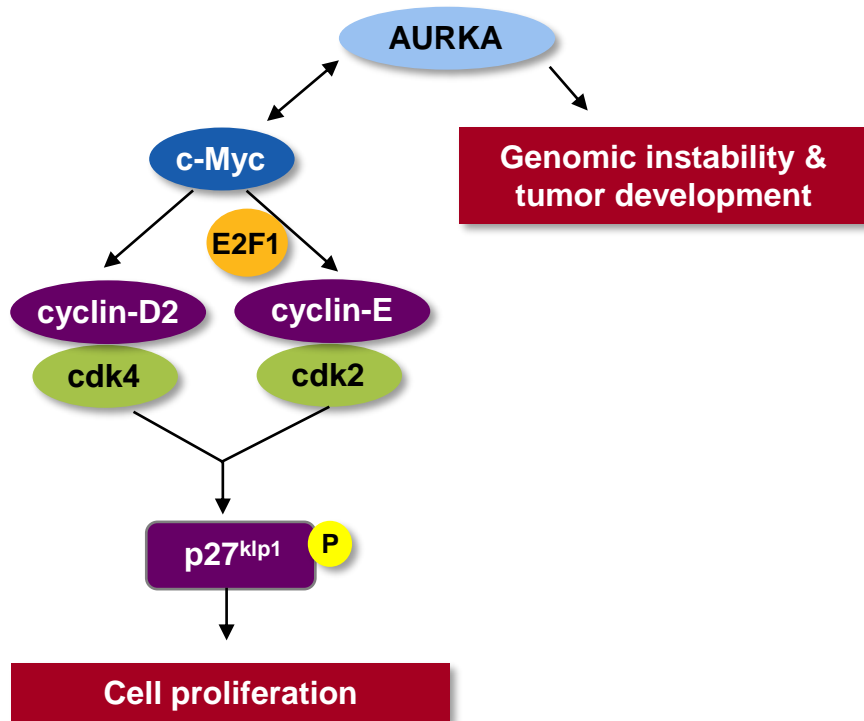 AURKA
c-Myc
Genomic instability &
tumor development
E2F1
cyclin-D2
cyclin-E
cdk4
cdk2
p27klp1
P
Cell proliferation